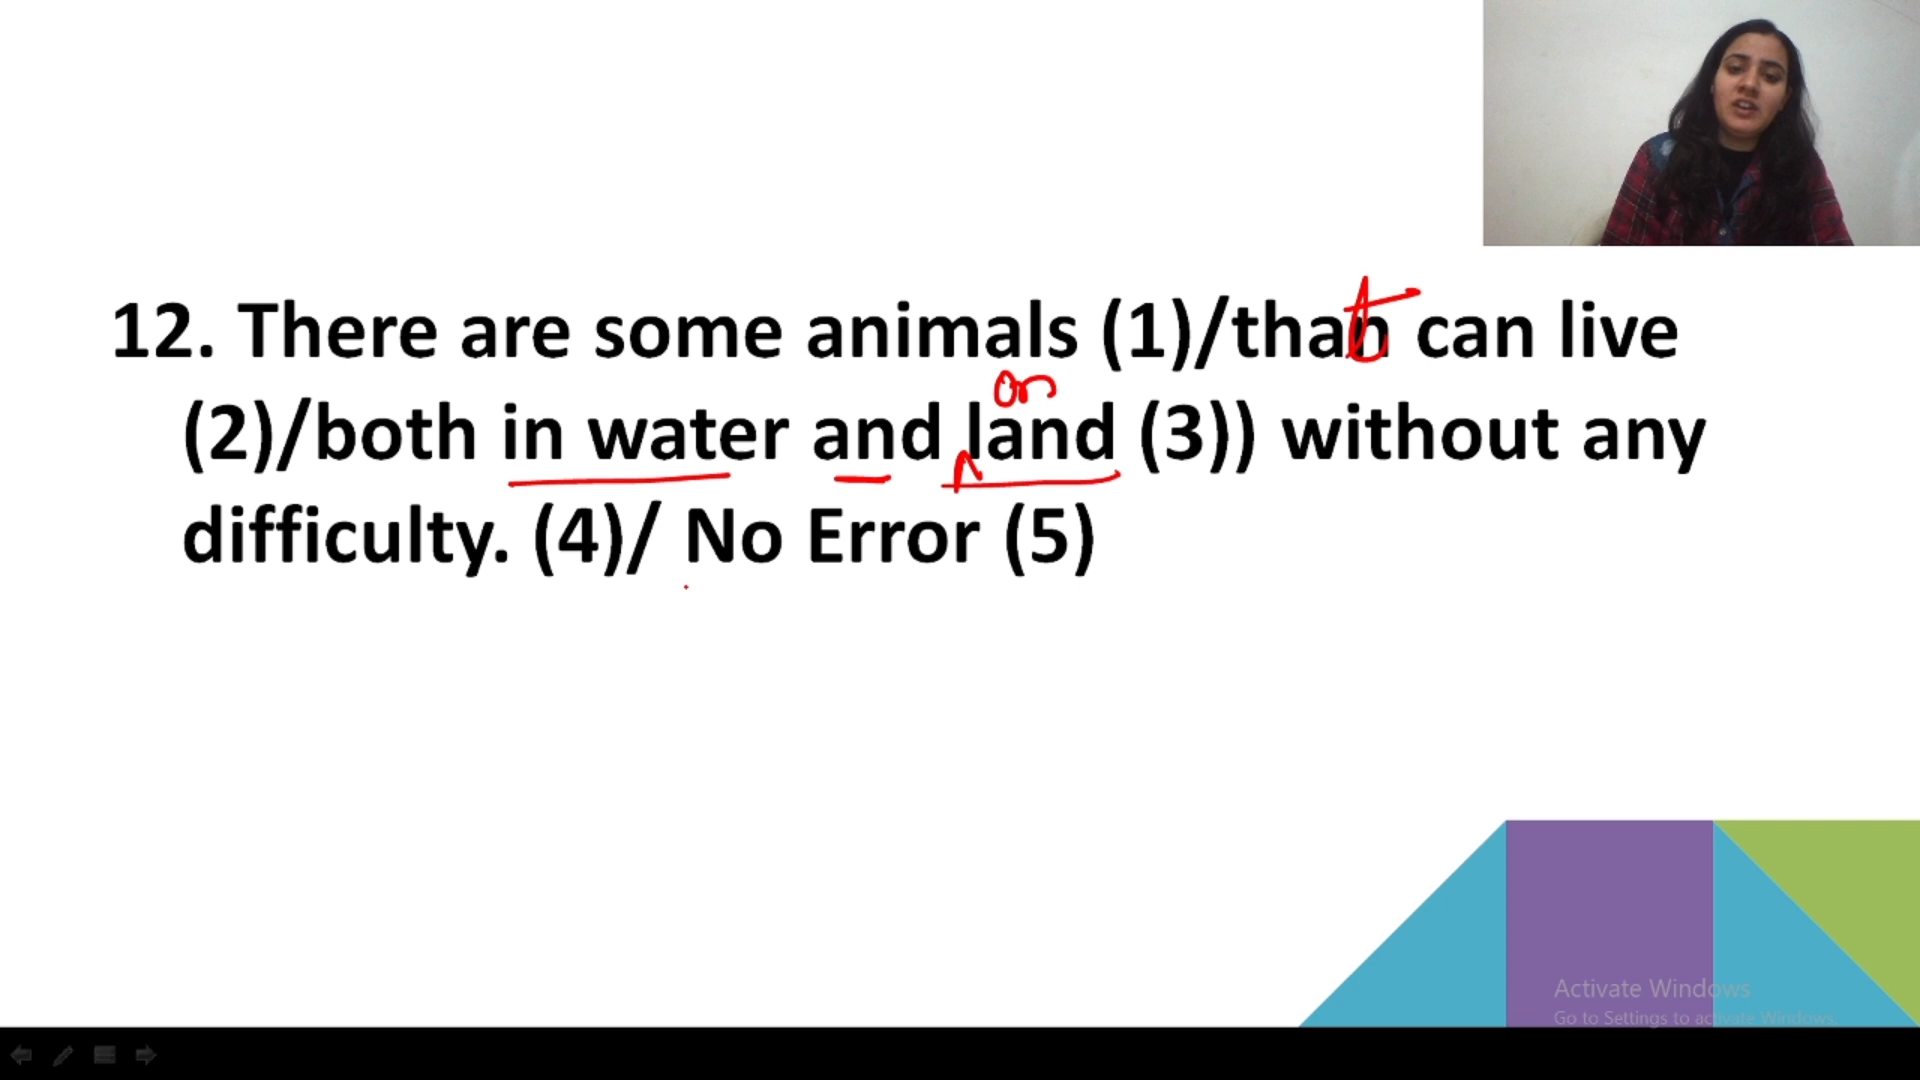 12. There are some animals (1)/than can live
t
on
(2)/both in water and land (3)) without any
difficulty. (4)/ No Error (5)
Activate Windows
Go to Settings to activate Windows.